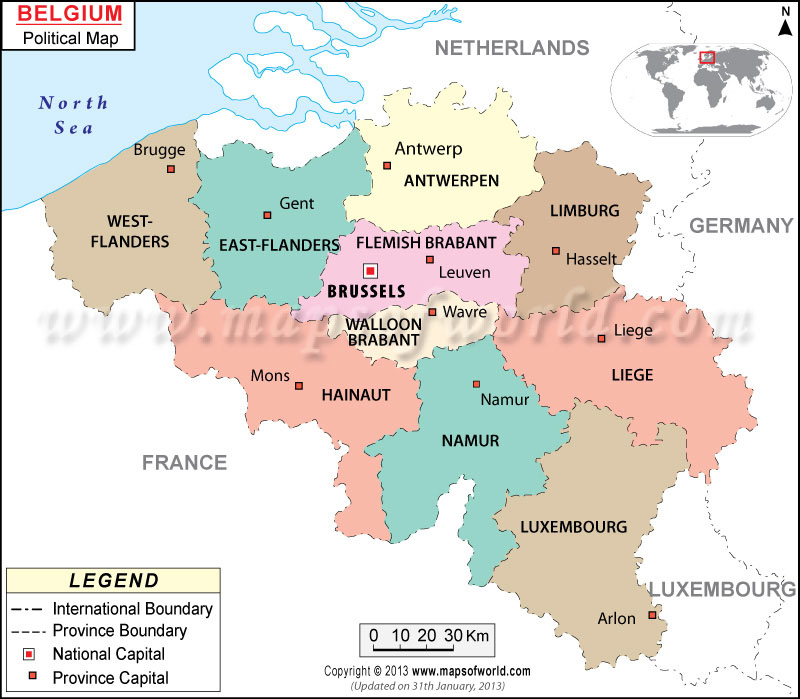 BELGIUM
Political Map
N
NETHERLANDS
North
Sea
Brugge
Antwerp
ANTWERPEN
Gent
WEST-
FLANDERS
EAST-FLANDERS
FLEMISH BRABANT
LIMBURG
GERMANY
Hasselt
Leuven
BRUSSELS
www.mapsofworld.com
Wavre
WALLOON
BRABANT
Liege
LIEGE
Mons
HAINAUT
Namur
NAMUR
FRANCE
LUXEMBOURG
LUXEMBOURG
Arlon
LEGEND
International Boundary
Province Boundary
National Capital
Province Capital
0 10 20 30 Km
Copyright © 2013 www.mapsofworld.com
(Updated on 31th January, 2013)